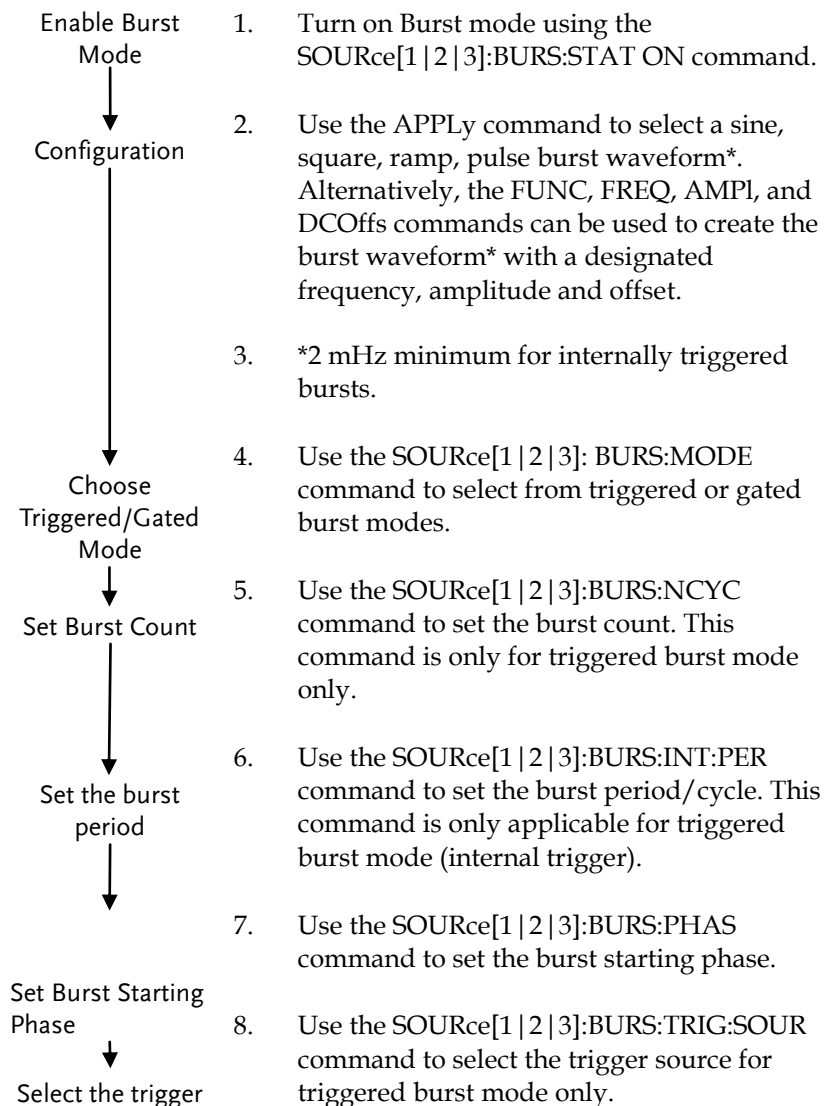 Enable Burst
Mode
1. Turn on Burst mode using the
SOURce[1|2|3]:BURS:STAT ON command.
Configuration
2. Use the APPLy command to select a sine,
square, ramp, pulse burst waveform*.
Alternatively, the FUNC, FREQ, AMPl, and
DCOffs commands can be used to create the
burst waveform* with a designated
frequency, amplitude and offset.
3. *2 mHz minimum for internally triggered
bursts.
Choose
Triggered/Gated
Mode
4. Use the SOURce[1|2|3]: BURS:MODE
command to select from triggered or gated
burst modes.
Set Burst Count
5. Use the SOURce[1|2|3]:BURS:NCYC
command to set the burst count. This
command is only for triggered burst mode
only.
Set the burst
period
6. Use the SOURce[1|2|3]:BURS:INT:PER
command to set the burst period/cycle. This
command is only applicable for triggered
burst mode (internal trigger).
Set Burst Starting
Phase
7. Use the SOURce[1|2|3]:BURS:PHAS
command to set the burst starting phase.
Select the trigger
8. Use the SOURce[1|2|3]:BURS:TRIG:SOUR
command to select the trigger source for
triggered burst mode only.